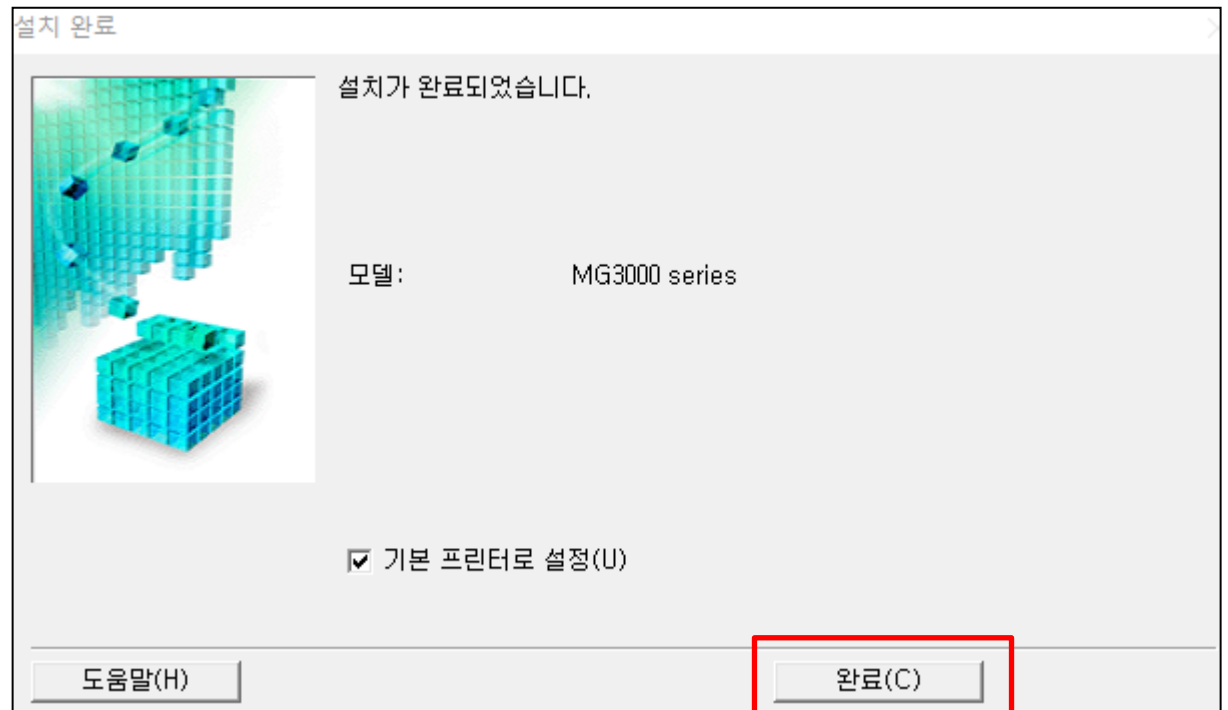 설치 완료
설치가 완료되었습니다.
모델: MG3000 series
기본 프린터로 설정(U)
도움말(H) 완료(C)